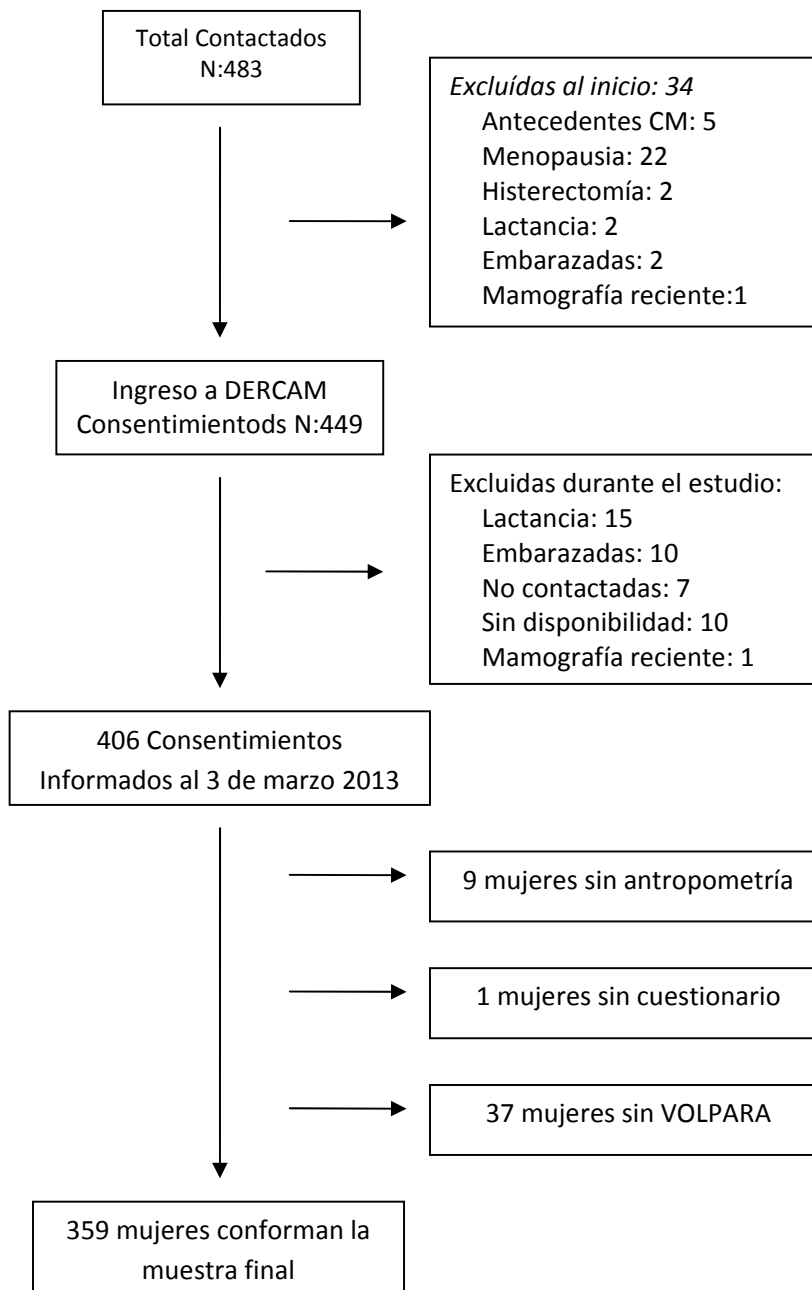 Total Contactados
N:483
Excluídas al inicio: 34
Antecedentes CM: 5
Menopausia: 22
Histerectomía: 2
Lactancia: 2
Embarazadas: 2
Mamografía reciente:1
Ingreso a DERCAM
Consentimientods N:449
Excluidas durante el estudio:
Lactancia: 15
Embarazadas: 10
No contactadas: 7
Sin disponibilidad: 10
Mamografía reciente: 1
406 Consentimientos
Informados al 3 de marzo 2013
9 mujeres sin antropometría
1 mujeres sin cuestionario
37 mujeres sin VOLPARA
359 mujeres conforman la
muestra final